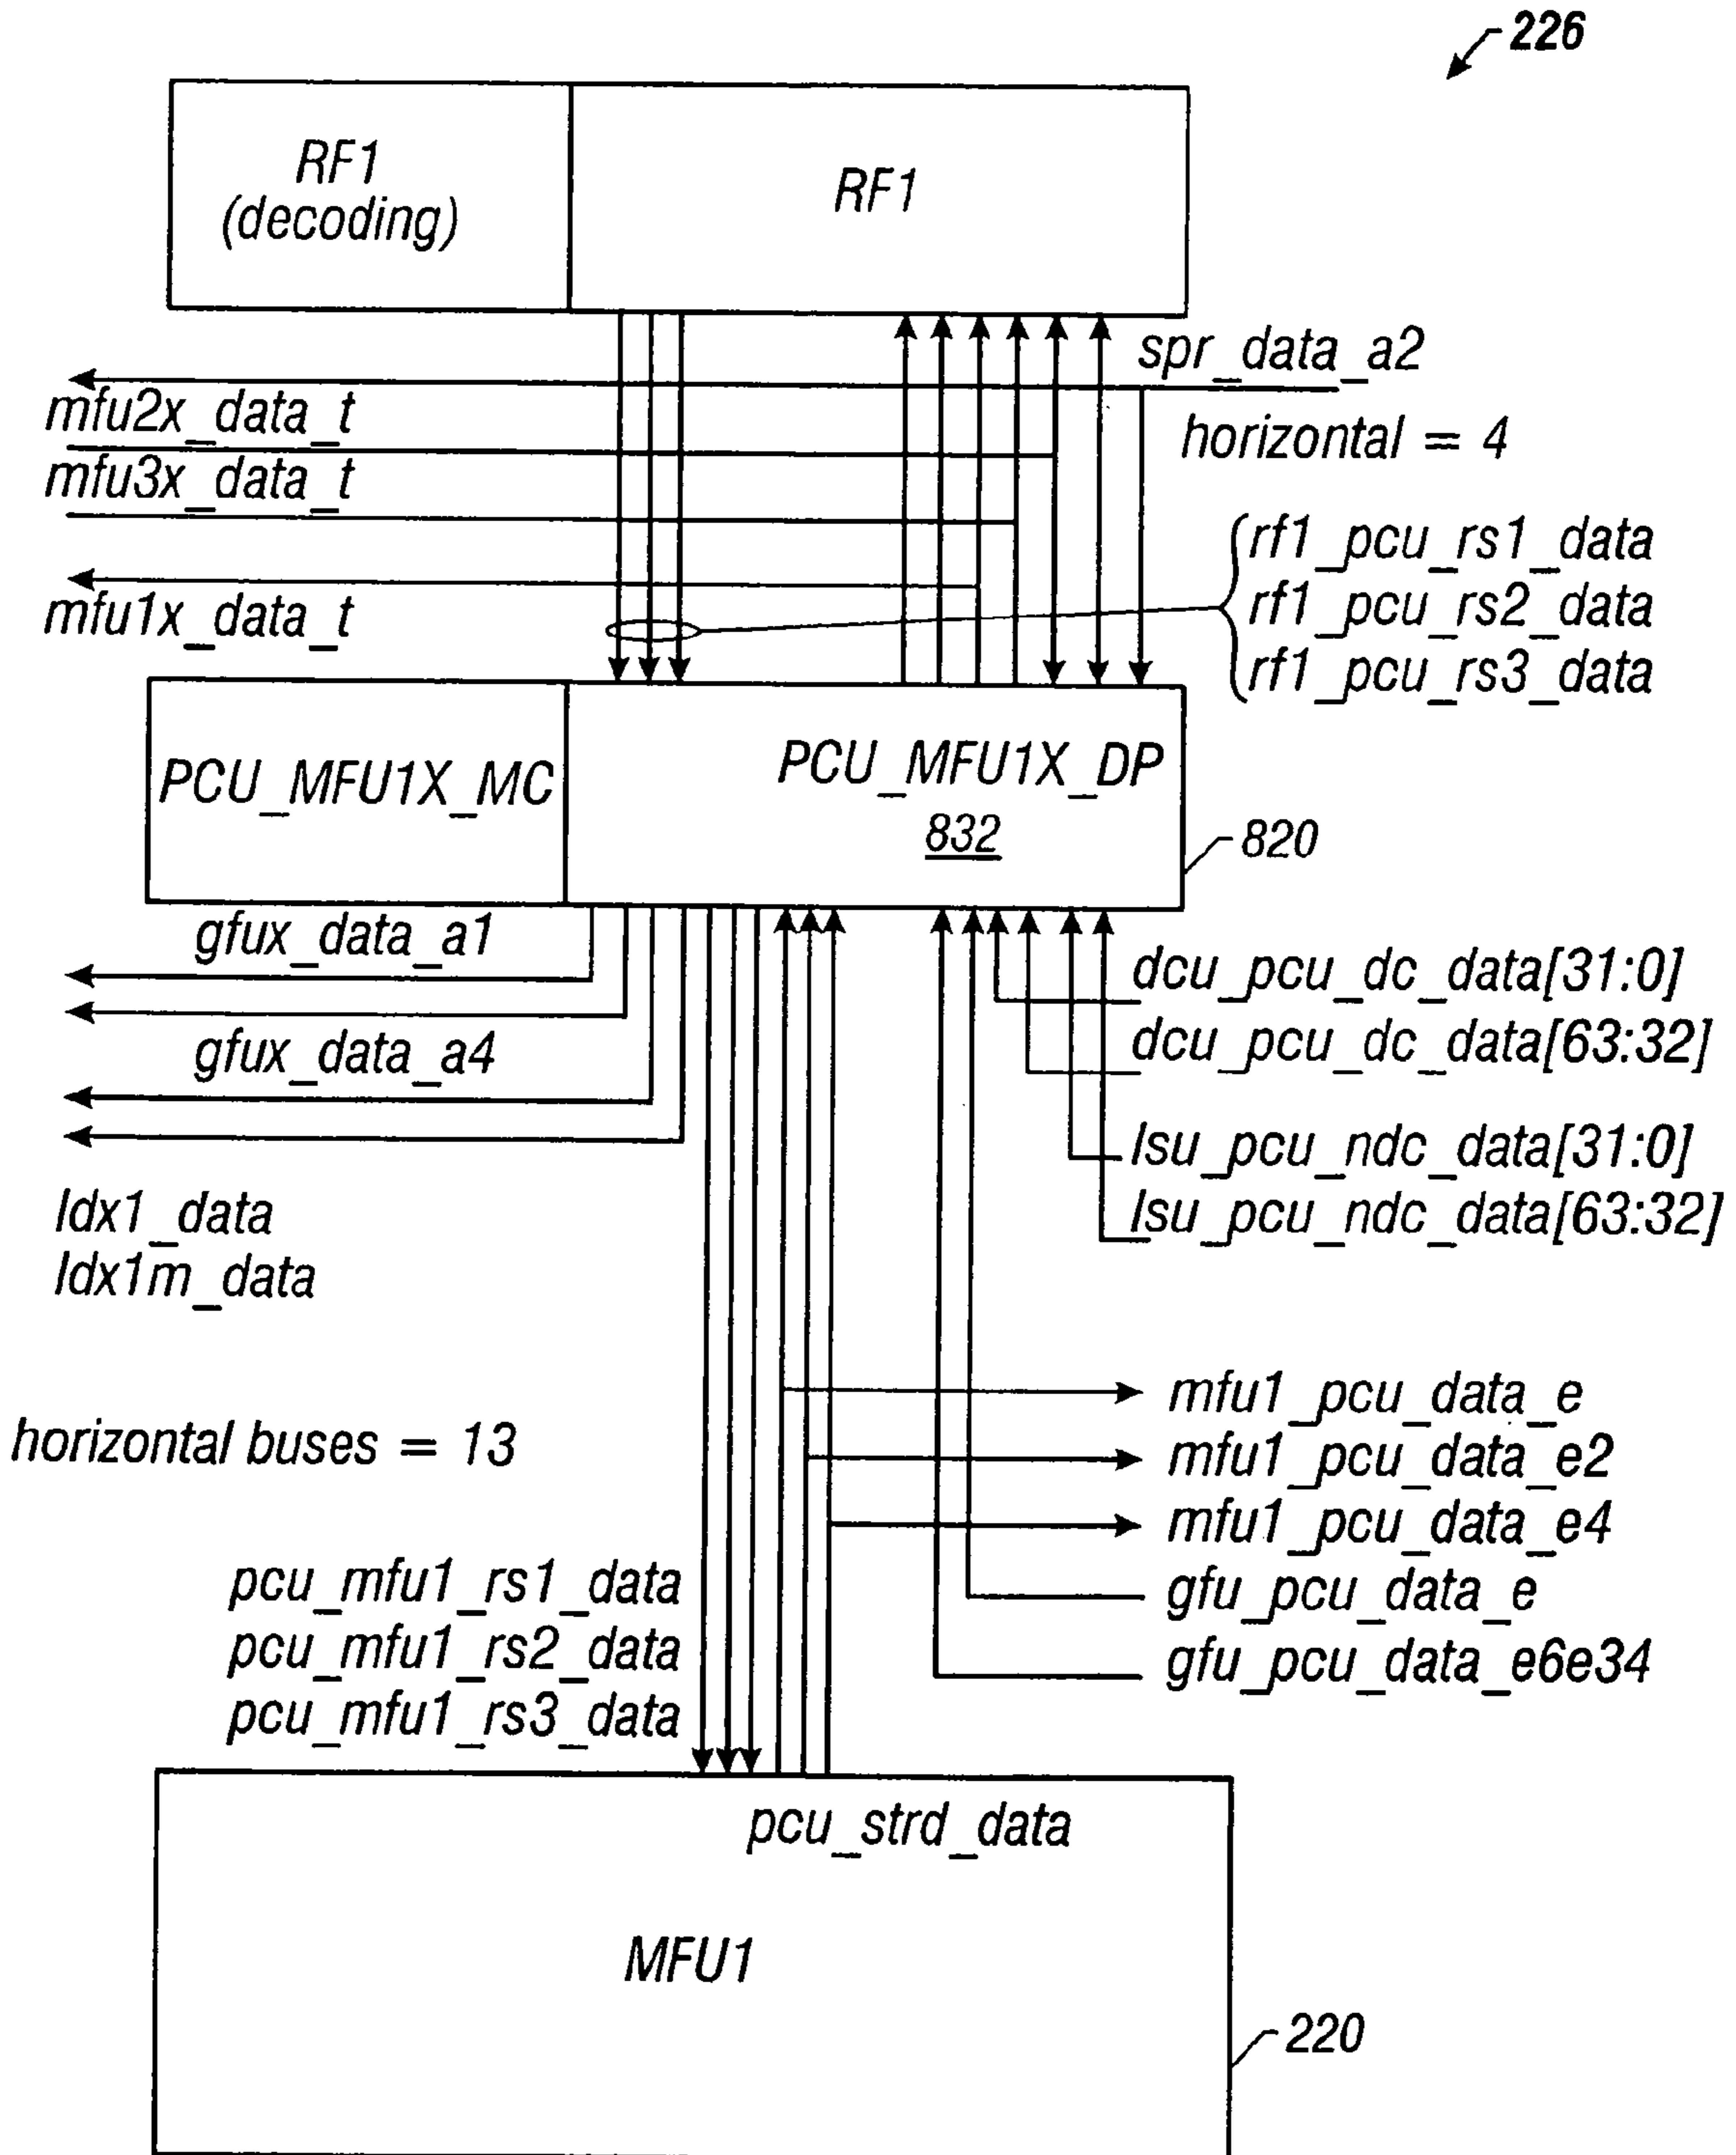 226
RF1
(decoding)
RF1
spr_data_a2
mfu2x_data_t
horizontal = 4
mfu3x_data_t
rf1_pcu_rs1_data
mfu1x_data_t
rf1_pcu_rs2_data
rf1_pcu_rs3_data
PCU_MFU1X_MC
PCU_MFU1X_DP
832
820
gfux_data_a1
dcu_pcu_dc_data[31:0]
gfux_data_a4
dcu_pcu_dc_data[63:32]
lsu_pcu_ndc_data[31:0]
ldx1_data
lsu_pcu_ndc_data[63:32]
ldx1m_data
mfu1_pcu_data_e
horizontal buses = 13
mfu1_pcu_data_e2
mfu1_pcu_data_e4
pcu_mfu1_rs1_data
gfu_pcu_data_e
pcu_mfu1_rs2_data
gfu_pcu_data_e6e34
pcu_mfu1_rs3_data
pcu_strd_data
MFU1
220